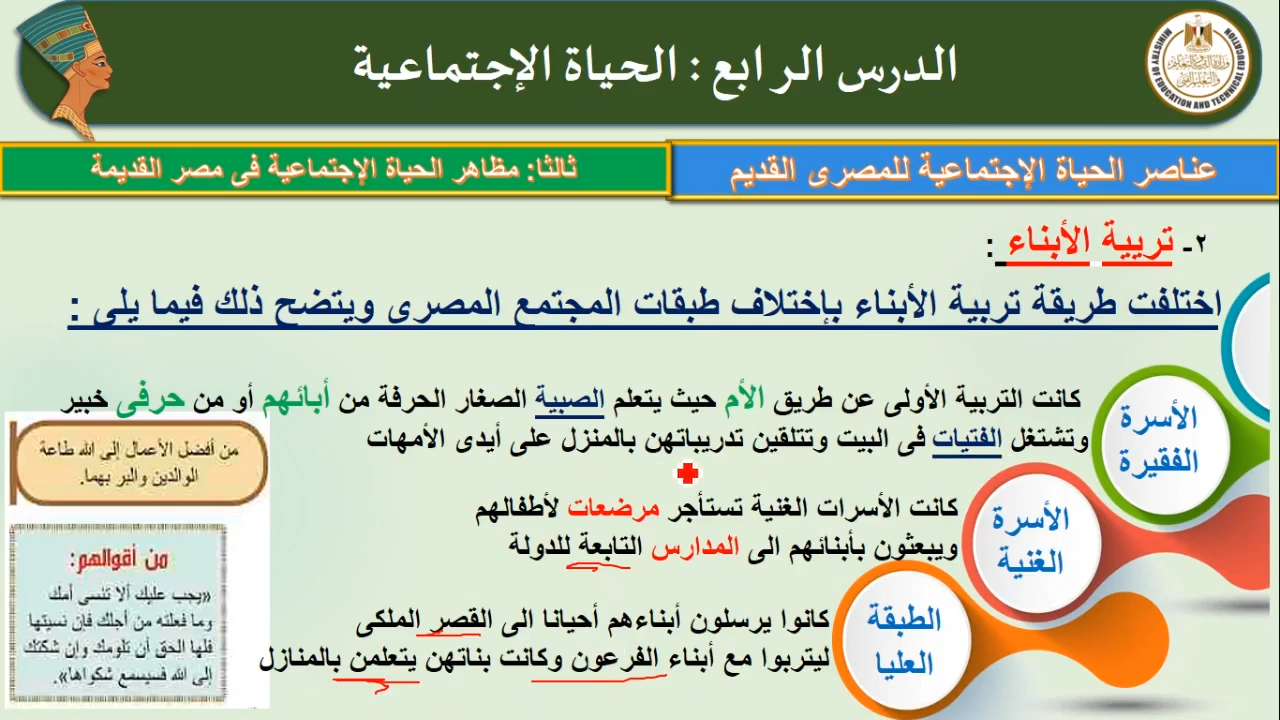 الدرس الرابع : الحياة الإجتماعية
MINISTRY OF EDUCATION AND TECHNICAL EDUCATION
عناصر الحياة الإجتماعية للمصرى القديم
ثالثا: مظاهر الحياة الإجتماعية فى مصر القديمة
٢- تربية الأبناء :
اختلفت طريقة تربية الأبناء بإختلاف طبقات المجتمع المصرى ويتضح ذلك فيما يلى :
الأسرة
الفقيرة
كانت التربية الأولى عن طريق الأم حيث يتعلم الصبية الصغار الحرفة من أبائهم أو من حرفى خبير
وتشتغل الفتيات فى البيت وتتلقين تدريباتهن بالمنزل على أيدى الأمهات
الأسرة
الغنية
كانت الأسرات الغنية تستأجر مرضعات لأطفالهم
ويبعثون بأبنائهم الى المدارس التابعة للدولة
الطبقة
العليا
كانوا يرسلون أبناءهم أحيانا الى القصر الملكى
ليتربوا مع أبناء الفرعون وكانت بناتهن يتعلمن بالمنازل
من أفضل الأعمال إلى الله طاعة
الوالدين والبر بهما.
من أقوالهم:
«يجب عليك ألا تنسى أمك
وما فعلته من أجلك فإن نسيتها
فلها الحق أن تلومك وإن شكتك
إلى الله فسيسمع شكواها».